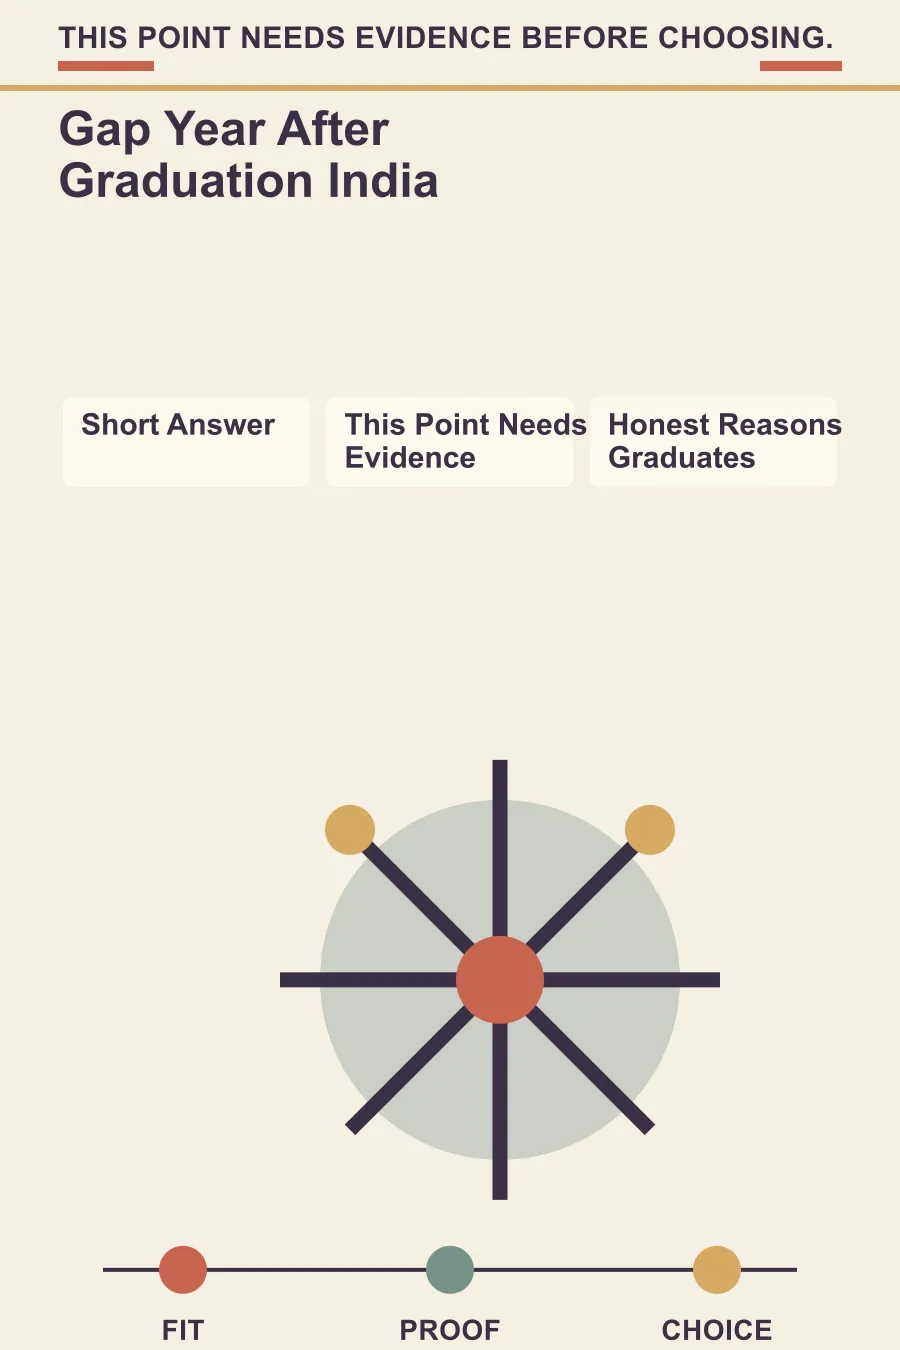 THIS POINT NEEDS EVIDENCE BEFORE CHOOSING.
Gap Year After
Graduation India
Short Answer
This Point Needs
Evidence
Honest Reasons
Graduates
FIT
PROOF
CHOICE